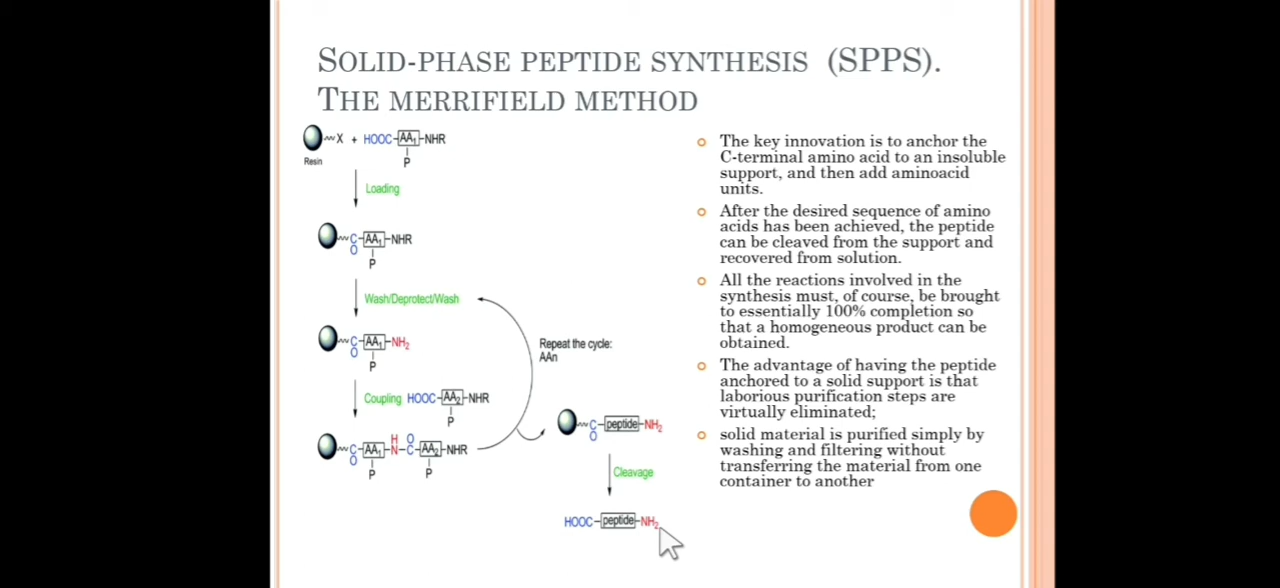 SOLID-PHASE PEPTIDE SYNTHESIS (SPPS).
THE MERRIFIELD METHOD
X + HOOC-AA1-NHR
P
Resin
Loading
C-AA1-NHR
O
P
Wash/Deprotect/Wash
C-AA1-NH2
O
P
Coupling HOOC-AA2-NHR
P
H O
C-AA1-N-C-AA2-NHR
O
P P
Repeat the cycle:
AAn
C-peptide-NH2
O
Cleavage
HOOC-peptide-NH2
The key innovation is to anchor the
C-terminal amino acid to an insoluble
support, and then add aminoacid
units.
After the desired sequence of amino
acids has been achieved, the peptide
can be cleaved from the support and
recovered from solution.
All the reactions involved in the
synthesis must, of course, be brought
to essentially 100% completion so
that a homogeneous product can be
obtained.
The advantage of having the peptide
anchored to a solid support is that
laborious purification steps are
virtually eliminated;
solid material is purified simply by
washing and filtering without
transferring the material from one
container to another